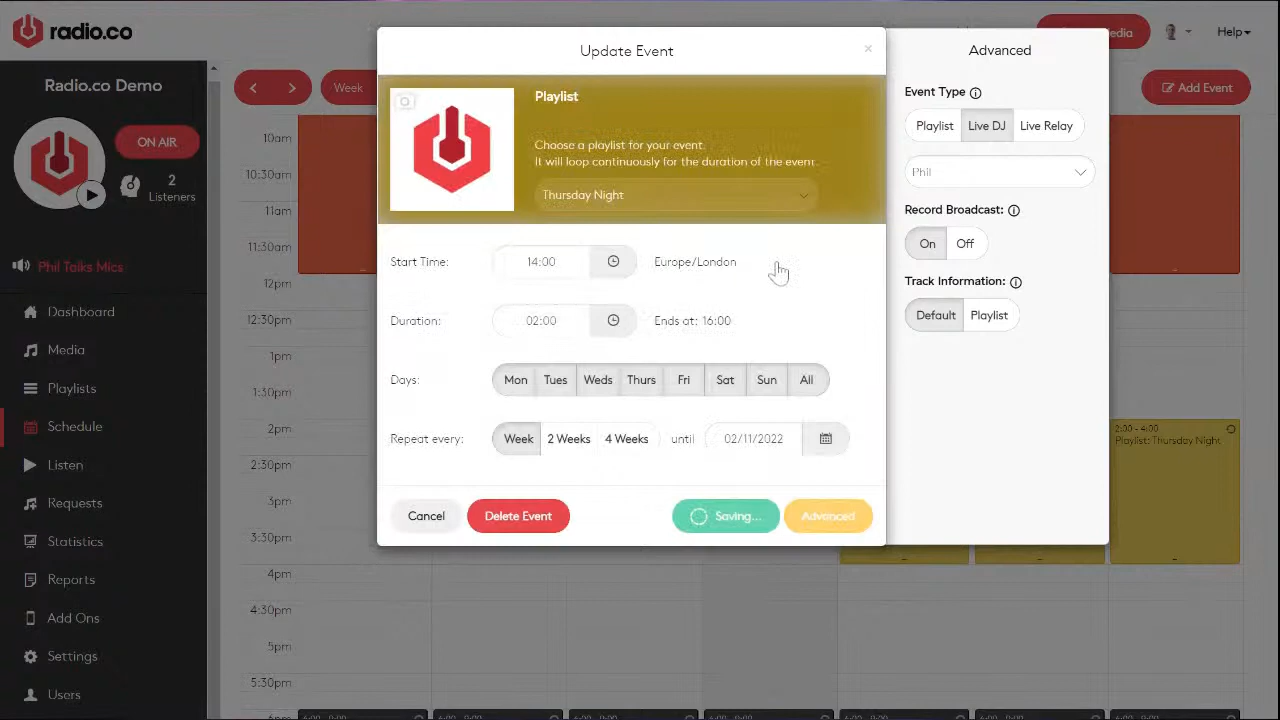 radio.co
Update Event
×
Advanced
Help
Radio.co Demo
ON AIR
2
Listeners
Phil Talks Mics
Dashboard
Media
Playlists
Schedule
Listen
Requests
Statistics
Reports
Add Ons
Settings
Users
Week
Add Event
10am
10:30am
11am
11:30am
12pm
12:30pm
1pm
1:30pm
2pm
2:30pm
3pm
3:30pm
4pm
4:30pm
5pm
5:30pm
Playlist
Choose a playlist for your event.
It will loop continuously for the duration of the event.
Thursday Night
Start Time: 14:00 Europe/London
Duration: 02:00 Ends at: 16:00
Days: Mon Tues Weds Thurs Fri Sat Sun All
Repeat every: Week 2 Weeks 4 Weeks until 02/11/2022
Cancel Delete Event Saving... Advanced
Event Type
Playlist Live DJ Live Relay
Phil
Record Broadcast:
On Off
Track Information:
Default Playlist
2:00 - 4:00
Playlist: Thursday Night